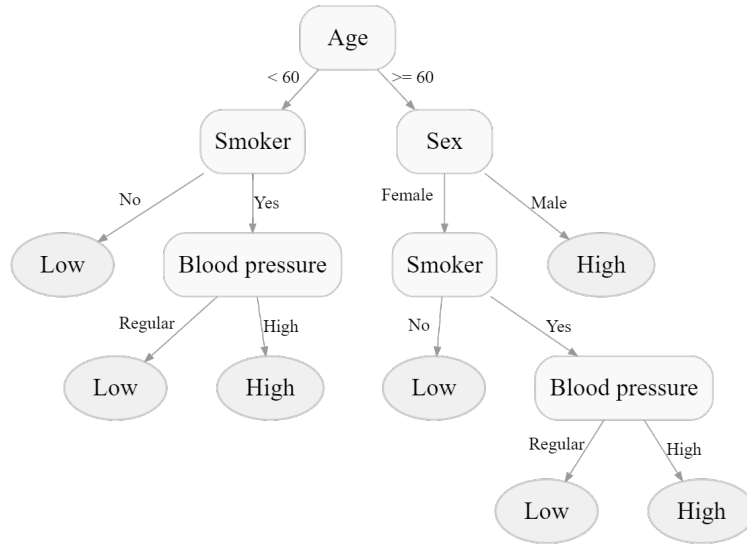 Age
< 60
>= 60
Smoker
Sex
No
Yes
Female
Male
Low
Blood pressure
Smoker
High
Regular
High
No
Yes
Low
High
Low
Blood pressure
Regular
High
Low
High